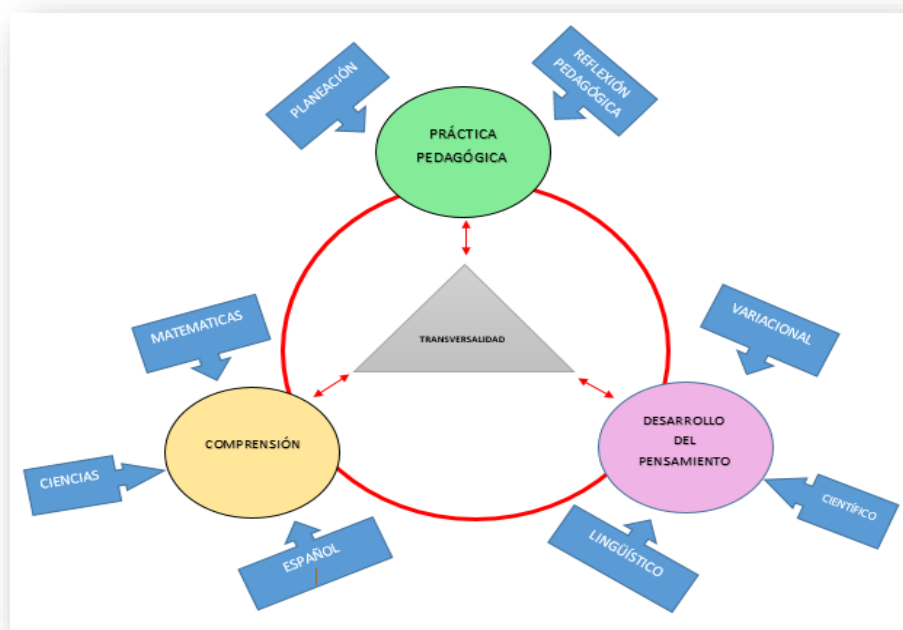 PLANEACIÓN
REFLEXIÓN
PEDAGÓGICA
PRÁCTICA
PEDAGÓGICA
MATEMATICAS
TRANSVERSALIDAD
VARIACIONAL
COMPRENSIÓN
DESARROLLO
DEL
PENSAMIENTO
CIENCIAS
CIENTÍFICO
ESPAÑOL
LINGÜÍSTICO